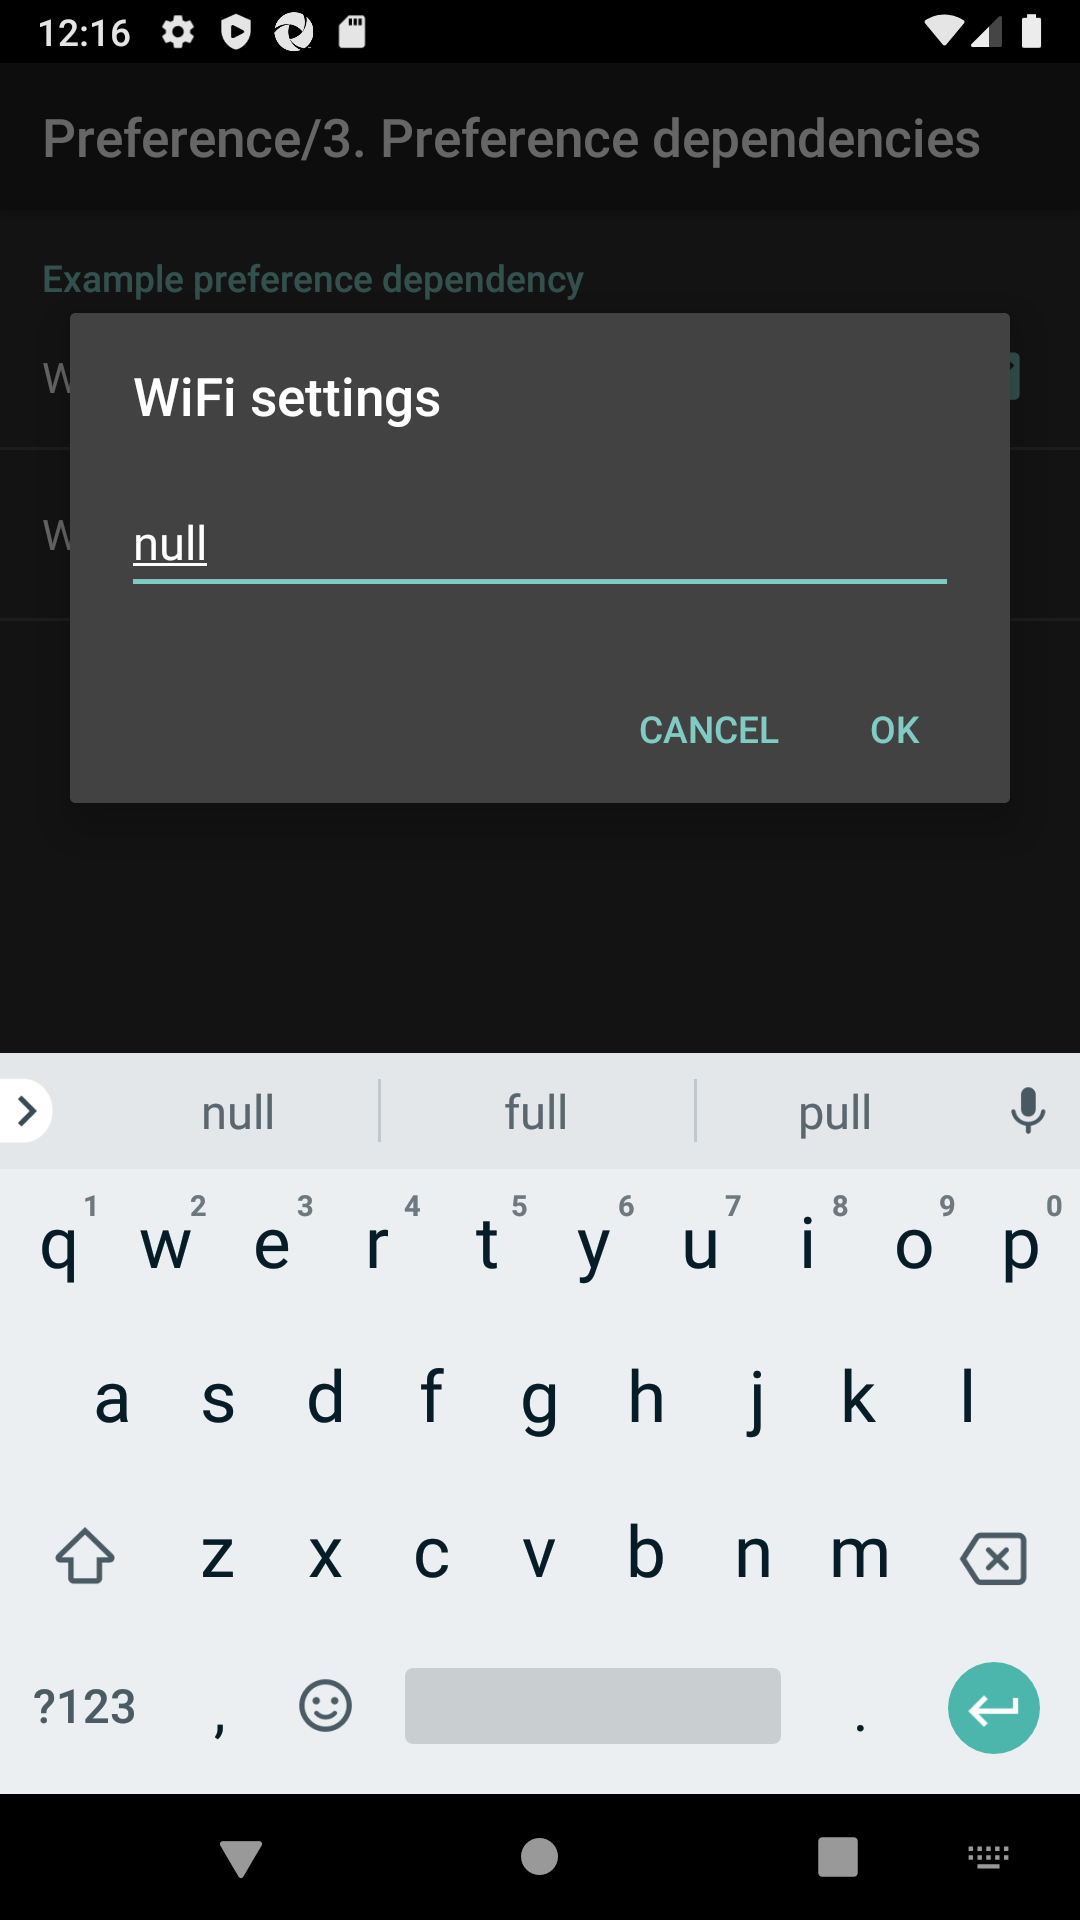 12:16
Preference/3. Preference dependencies
Example preference dependency
W
WiFi settings
W
null
CANCEL OK
null full pull
1 2 3 4 5 6 7 8 9 0
q w e r t y u i o p
a s d f g h j k l
z x c v b n m
?123 , .